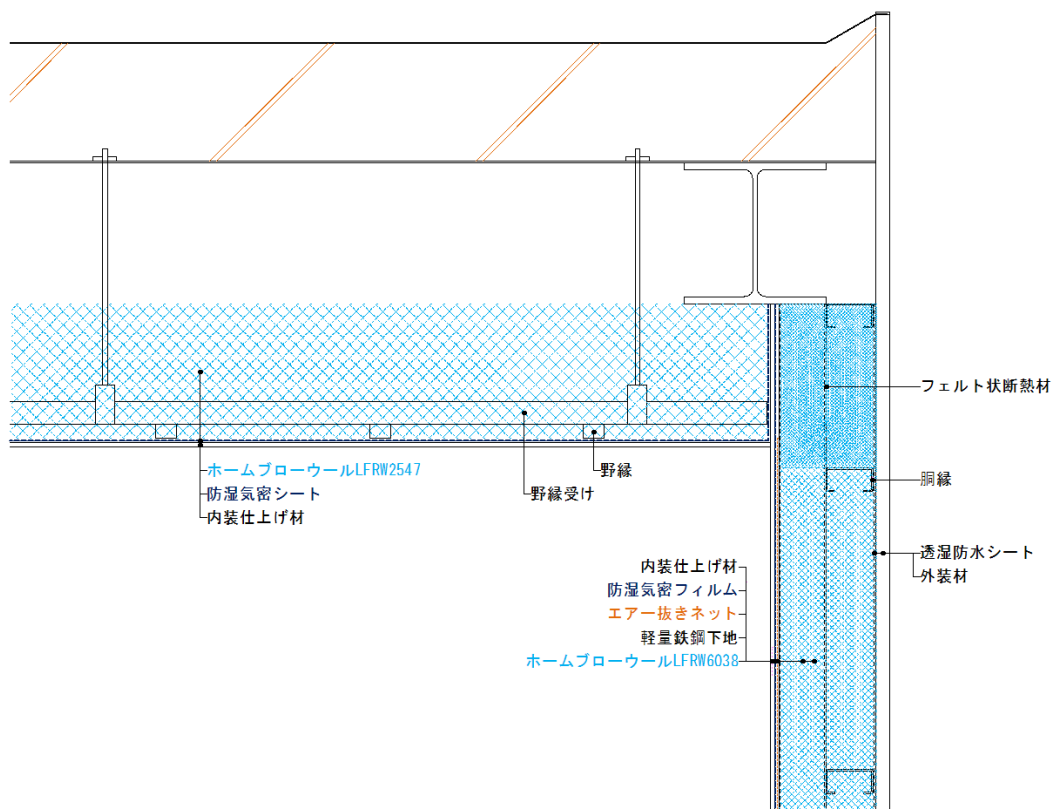 フェルト状断熱材
ホームブローウールLFRW2547
防湿気密シート
内装仕上げ材
野縁
野縁受け
胴縁
透湿防水シート
外装材
内装仕上げ材
防湿気密フィルム
エアー抜きネット
軽量鉄鋼下地
ホームブローウールLFRW6038